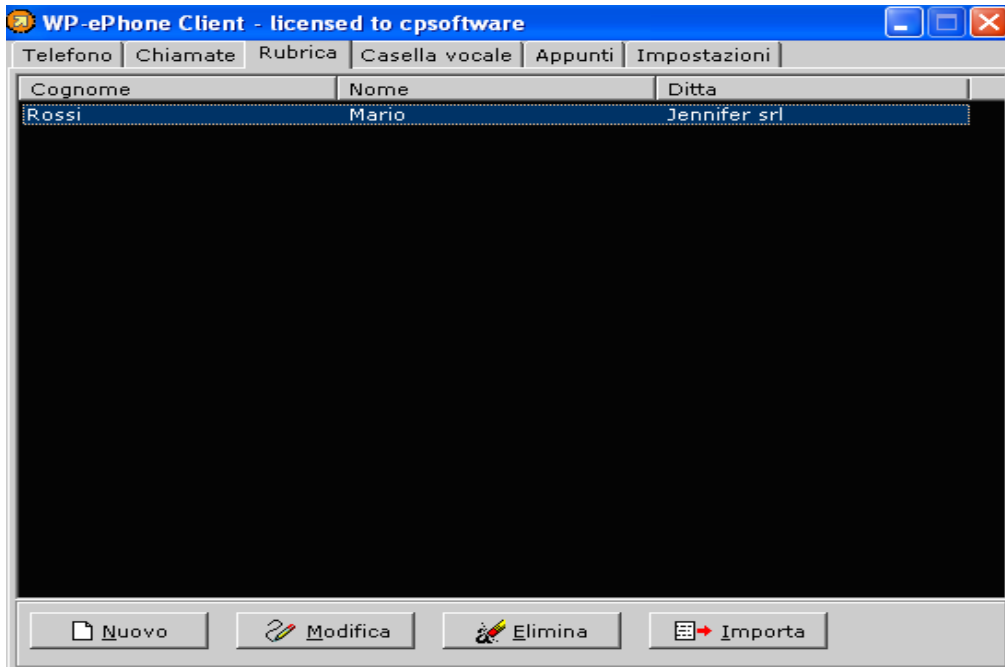 WP-ePhone Client - licensed to cpsoftware
Telefono Chiamate Rubrica Casella vocale Appunti Impostazioni
Cognome Nome Ditta
Rossi Mario Jennifer srl
Nuovo Modifica Elimina Importa